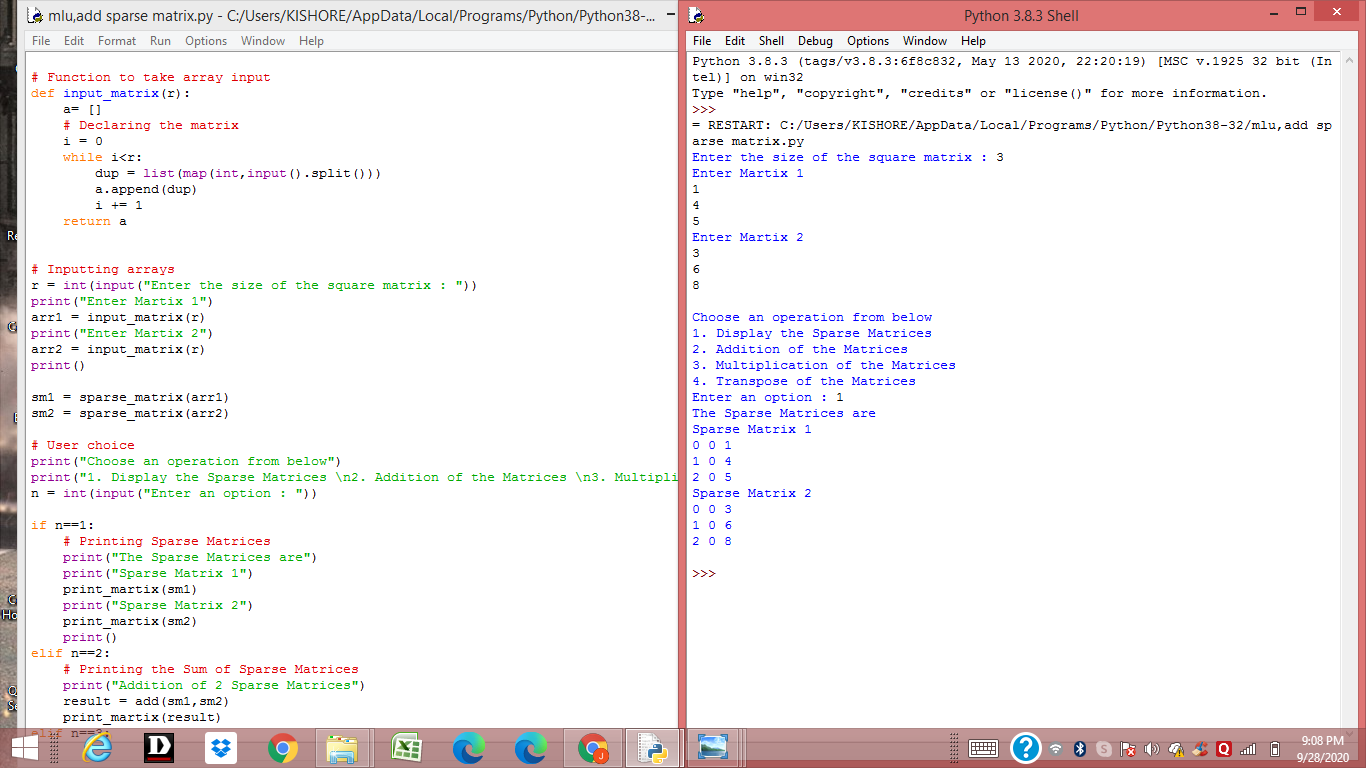 mlu,add sparse matrix.py - C:/Users/KISHORE/AppData/Local/Programs/Python/Python38-...
File Edit Format Run Options Window Help
# Function to take array input
def input_matrix(r):
    a= []
    # Declaring the matrix
    i = 0
    while i<r:
        dup = list(map(int,input().split()))
        a.append(dup)
        i += 1
    return a
# Inputting arrays
r = int(input("Enter the size of the square matrix : "))
print("Enter Martix 1")
arr1 = input_matrix(r)
print("Enter Martix 2")
arr2 = input_matrix(r)
print()
sm1 = sparse_matrix(arr1)
sm2 = sparse_matrix(arr2)
# User choice
print("Choose an operation from below")
print("1. Display the Sparse Matrices \n2. Addition of the Matrices \n3. Multipli
n = int(input("Enter an option : "))
if n==1:
    # Printing Sparse Matrices
    print("The Sparse Matrices are")
    print("Sparse Matrix 1")
    print_martix(sm1)
    print("Sparse Matrix 2")
    print_martix(sm2)
    print()
elif n==2:
    # Printing the Sum of Sparse Matrices
    print("Addition of 2 Sparse Matrices")
    result = add(sm1,sm2)
    print_martix(result)
elif n==3:
Python 3.8.3 Shell
File Edit Shell Debug Options Window Help
Python 3.8.3 (tags/v3.8.3:6f8c832, May 13 2020, 22:20:19) [MSC v.1925 32 bit (In
tel)] on win32
Type "help", "copyright", "credits" or "license()" for more information.
>>>
= RESTART: C:/Users/KISHORE/AppData/Local/Programs/Python/Python38-32/mlu,add sp
arse matrix.py
Enter the size of the square matrix : 3
Enter Martix 1
1
4
5
Enter Martix 2
3
6
8
Choose an operation from below
1. Display the Sparse Matrices
2. Addition of the Matrices
3. Multiplication of the Matrices
4. Transpose of the Matrices
Enter an option : 1
The Sparse Matrices are
Sparse Matrix 1
0 0 1
1 0 4
2 0 5
Sparse Matrix 2
0 0 3
1 0 6
2 0 8
>>>
9:08 PM
9/28/2020